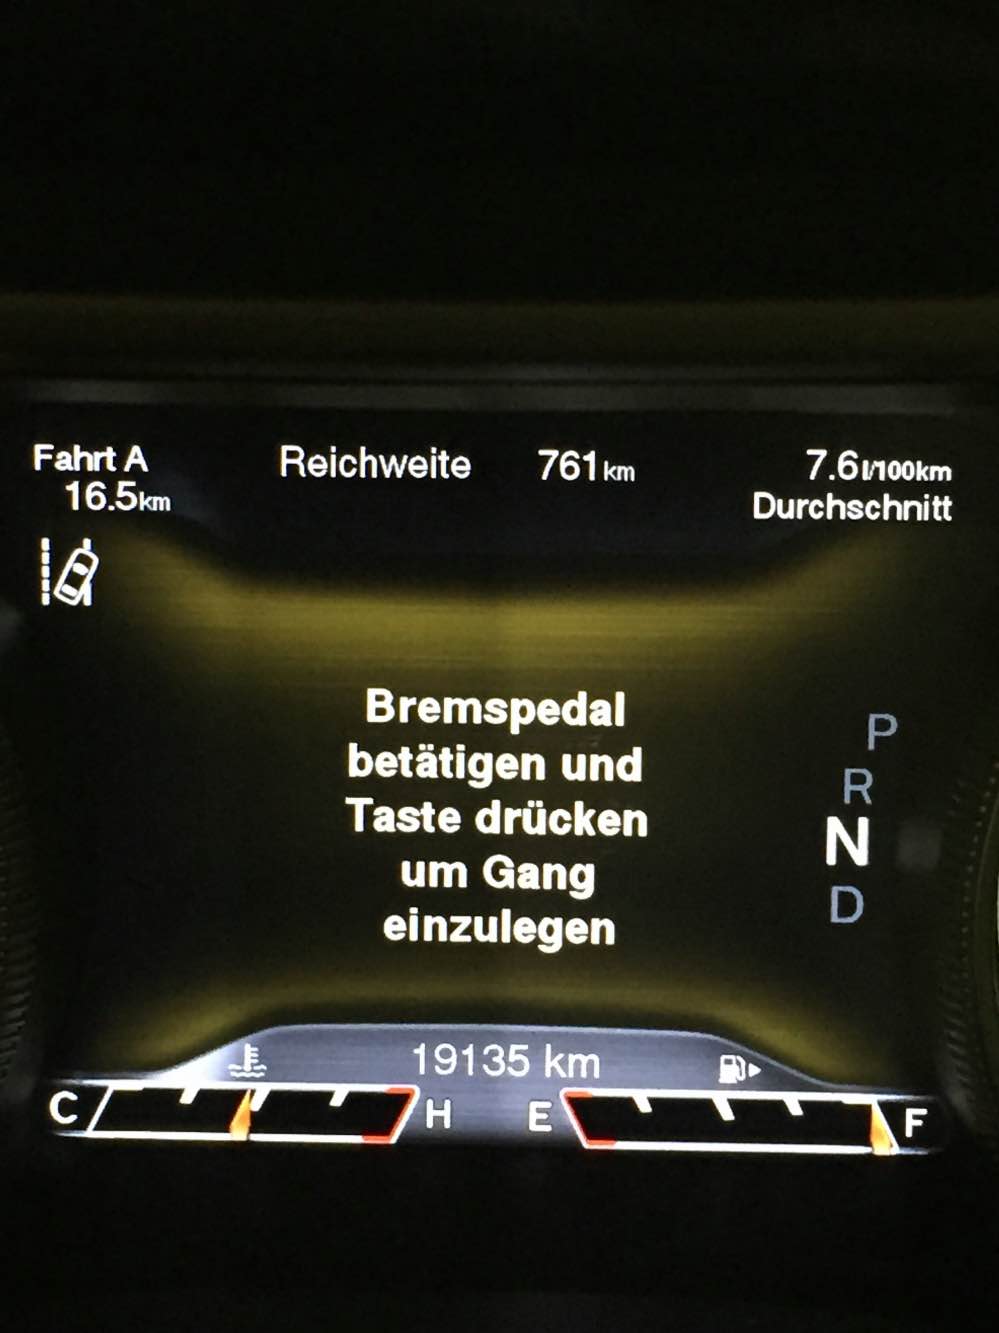 Fahrt A
16.5km
Reichweite 761km
7.6l/100km
Durchschnitt
Bremspedal
betätigen und
Taste drücken
um Gang
einzulegen
P
R
N
D
19135 km
C H E F